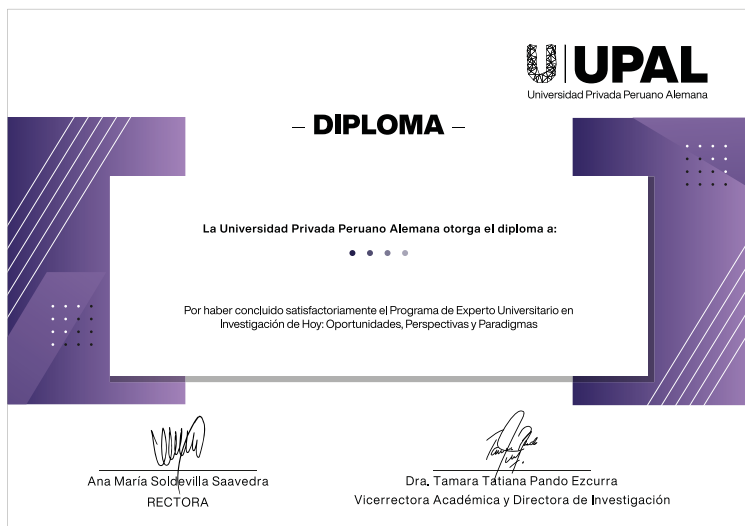 UPAL
Universidad Privada Peruano Alemana
– DIPLOMA –
La Universidad Privada Peruano Alemana otorga el diploma a:
Por haber concluido satisfactoriamente el Programa de Experto Universitario en
Investigación de Hoy: Oportunidades, Perspectivas y Paradigmas
Ana María Soldevilla Saavedra
RECTORA
Dra. Tamara Tatiana Pando Ezcurra
Vicerrectora Académica y Directora de Investigación